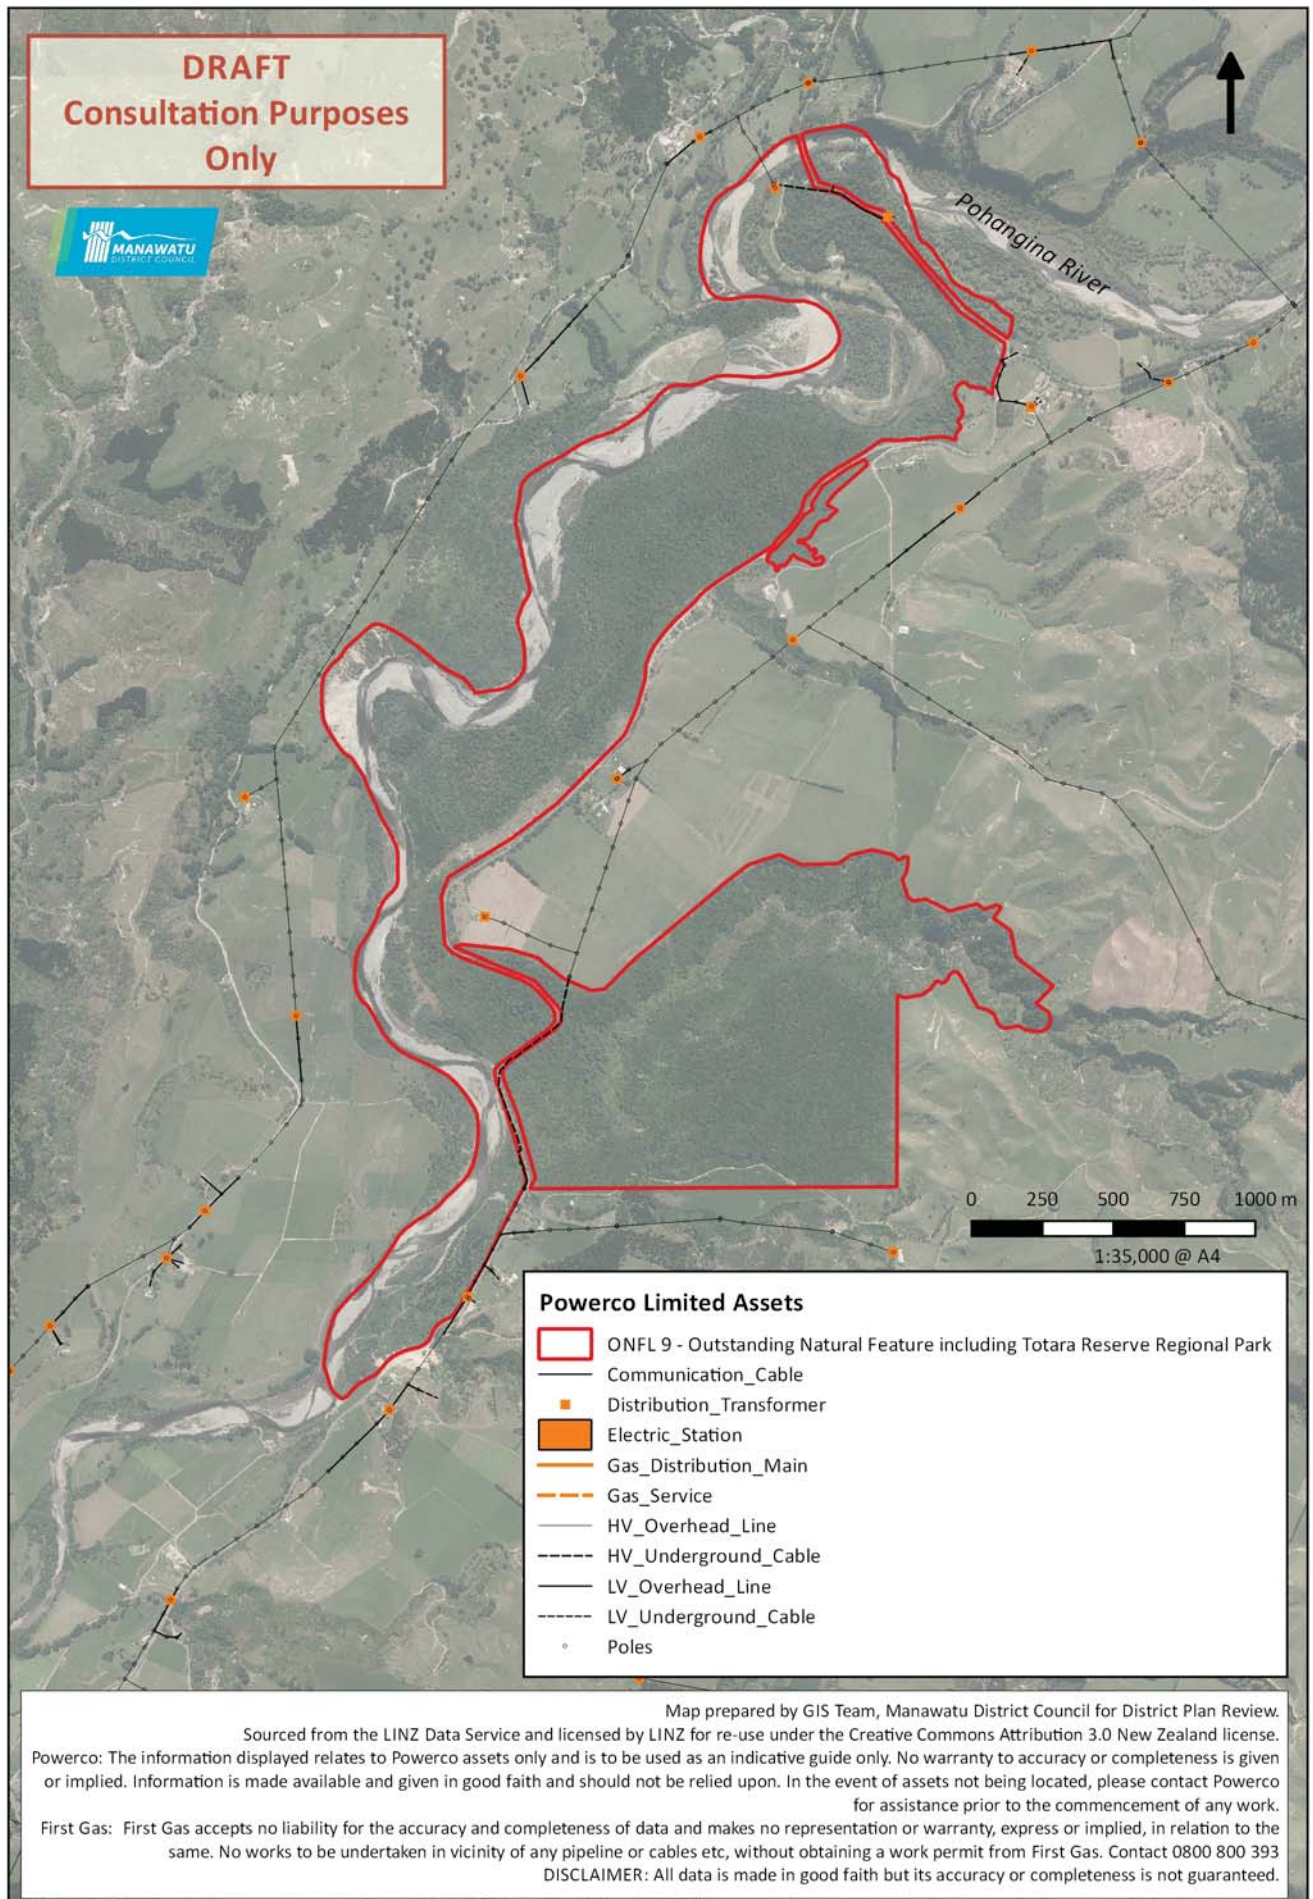 DRAFT
Consultation Purposes
Only
MANAWATU
DISTRICT COUNCIL
Pohangina River
0 250 500 750 1000 m
1:35,000 @ A4
Powerco Limited Assets
ONFL 9 - Outstanding Natural Feature including Totara Reserve Regional Park
Communication_Cable
Distribution_Transformer
Electric_Station
Gas_Distribution_Main
Gas_Service
HV_Overhead_Line
HV_Underground_Cable
LV_Overhead_Line
LV_Underground_Cable
Poles
Map prepared by GIS Team, Manawatu District Council for District Plan Review.
Sourced from the LINZ Data Service and licensed by LINZ for re-use under the Creative Commons Attribution 3.0 New Zealand license.
Powerco: The information displayed relates to Powerco assets only and is to be used as an indicative guide only. No warranty to accuracy or completeness is given
or implied. Information is made available and given in good faith and should not be relied upon. In the event of assets not being located, please contact Powerco
for assistance prior to the commencement of any work.
First Gas: First Gas accepts no liability for the accuracy and completeness of data and makes no representation or warranty, express or implied, in relation to the
same. No works to be undertaken in vicinity of any pipeline or cables etc, without obtaining a work permit from First Gas. Contact 0800 800 393
DISCLAIMER: All data is made in good faith but its accuracy or completeness is not guaranteed.